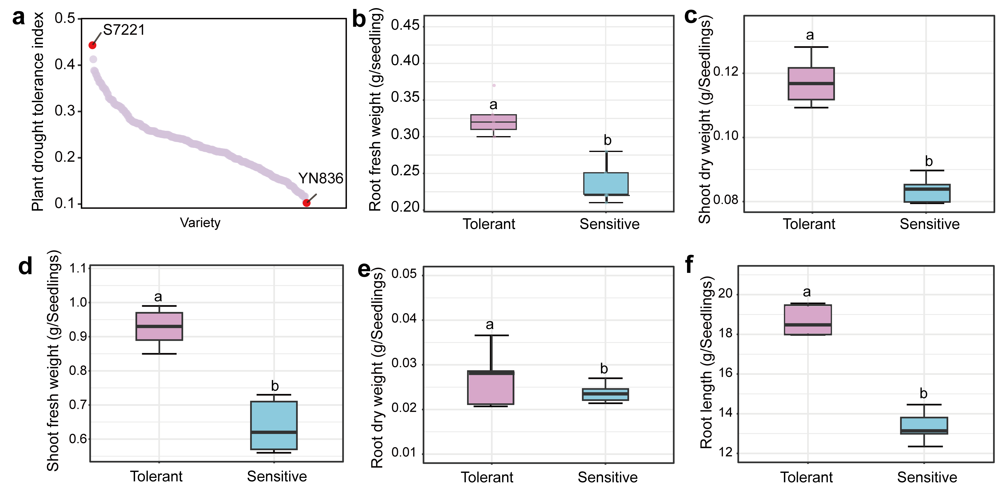 a
Plant drought tolerance index
0.5
0.4
0.3
0.2
0.1
S7221
YN836
Variety
b
Root fresh weight (g/seedling)
0.45
0.40
0.35
0.30
0.25
0.20
a
b
Tolerant
Sensitive
c
Shoot dry weight (g/Seedlings)
0.12
0.10
0.08
a
b
Tolerant
Sensitive
d
Shoot fresh weight (g/Seedlings)
1.1
1.0
0.9
0.8
0.7
0.6
a
b
Tolerant
Sensitive
e
Root dry weight (g/Seedlings)
0.05
0.04
0.03
0.02
0.01
a
b
Tolerant
Sensitive
f
Root length (g/Seedlings)
20
18
16
14
12
a
b
Tolerant
Sensitive